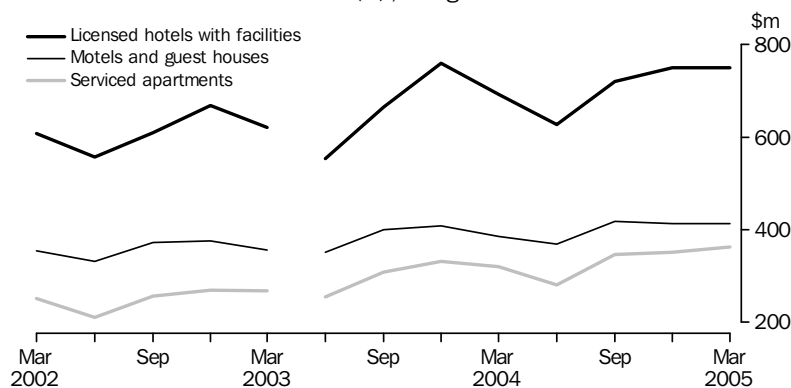 $m
Licensed hotels with facilities
Motels and guest houses
Serviced apartments
800
600
400
200
Mar Sep Mar Sep Mar Sep Mar
2002 2003 2004 2005